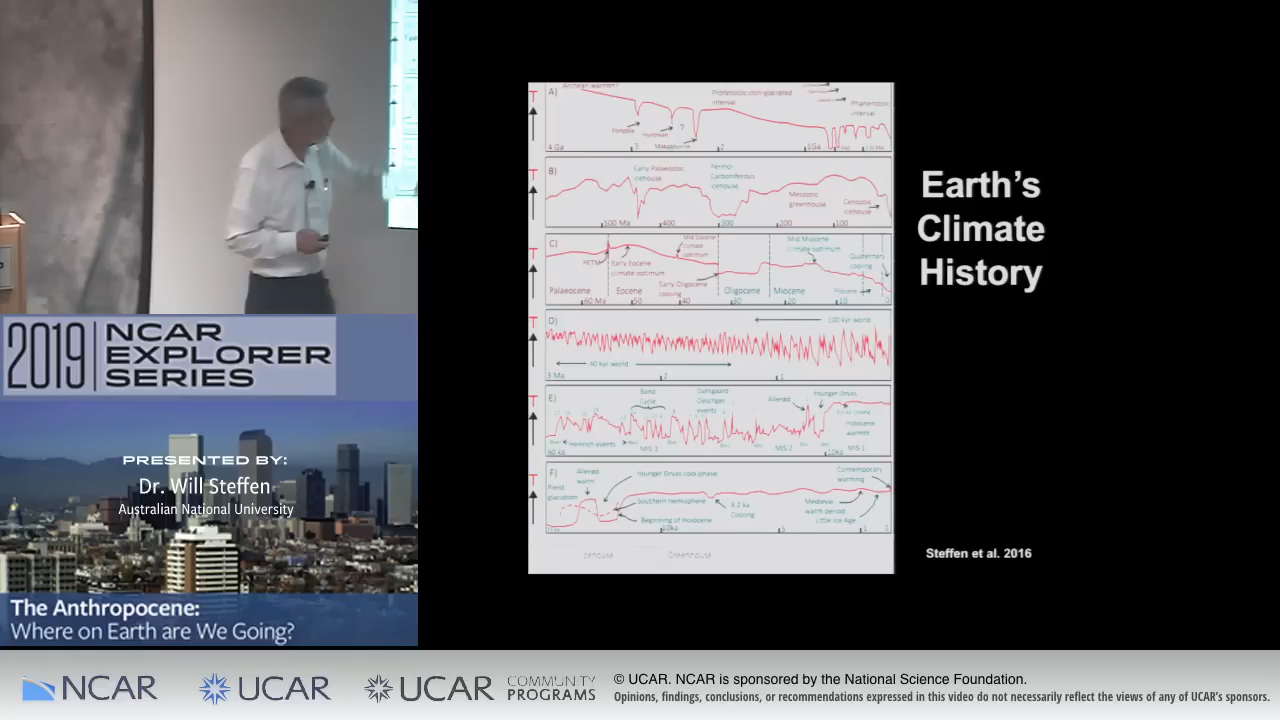 2019
NCAR
EXPLORER
SERIES
PRESENTED BY:
Dr. Will Steffen
Australian National University
The Anthropocene:
Where on Earth are We Going?
Earth's
Climate
History
Steffen et al. 2016
T
A)
Proterozoic non-glaciated
interval
Phanerozoic
interval
Pongola
Huronian
?
4 Ga
3
2
1Ga
T
B)
Early Palaeozoic
icehouse
Permo-
Carboniferous
icehouse
Mesozoic
greenhouse
Cenozoic
icehouse
500 Ma
400
300
200
100
T
C)
Mid Eocene
climate
optimum
Mid Miocene
climate optimum
Quaternary
cooling
PETM
Early Eocene
climate optimum
Early Oligocene
cooling
Pliocene
Palaeocene
Eocene
Oligocene
Miocene
60 Ma
50
40
30
20
10
0
T
D)
100 kyr world
40 kyr world
3 Ma
2
1
T
E)
Bond
Cycle
Dansgaard
Oeschger
events
Allerød
Younger Dryas
Holocene
warmth
Heinrich events
MIS-3
MIS-2
MIS-1
60 ka
10ka
T
F)
Allerød
warm
Younger Dryas cool phase
Contemporary
warming
Pleist
glaciation
Southern hemisphere
8.2 ka
Cooling
Medieval
warm period
Little Ice Age
Beginning of Holocene
10ka
5
1
Greenhouse
NCAR
UCAR
UCAR
COMMUNITY
PROGRAMS
© UCAR. NCAR is sponsored by the National Science Foundation.
Opinions, findings, conclusions, or recommendations expressed in this video do not necessarily reflect the views of any of UCAR's sponsors.